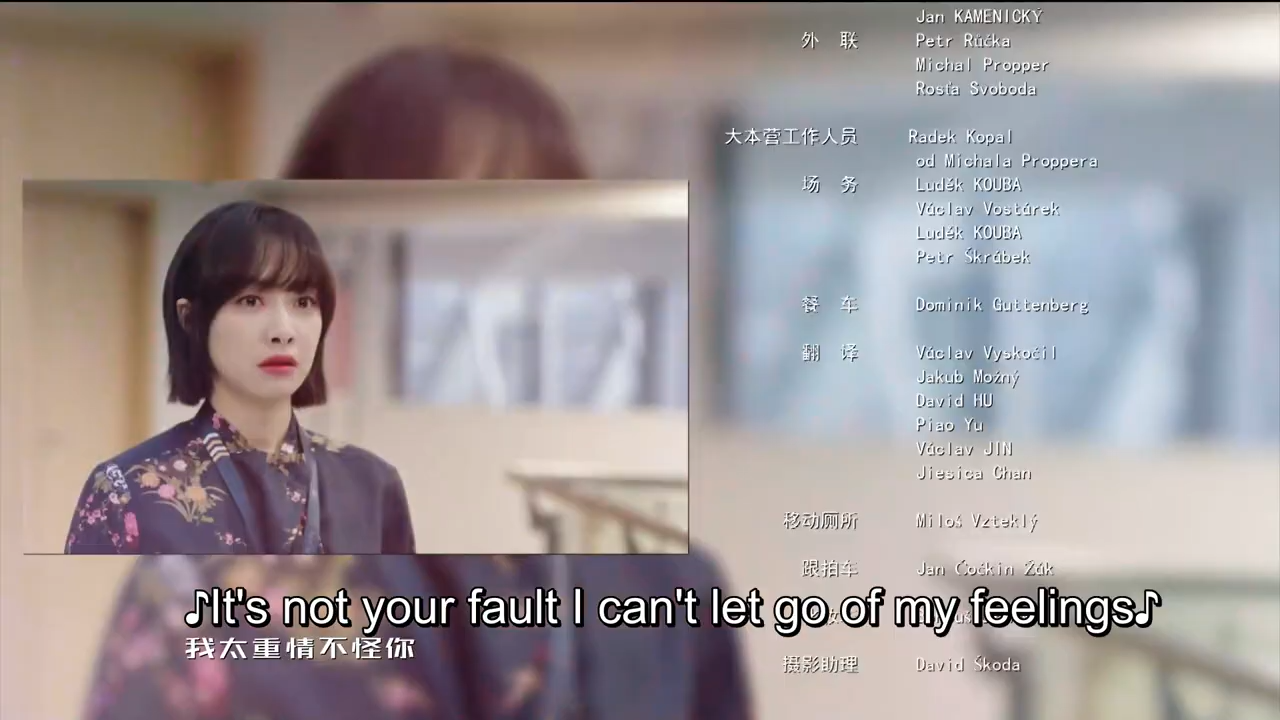 Jan KAMENICKÝ
外 联 Petr Růćka
Michal Propper
Rosťa Svoboda
大本营工作人员 Radek Kopal
od Michala Proppera
场 务 Luděk KOUBA
Václav Vostárek
Luděk KOUBA
Petr Škrábek
餐 车 Dominik Guttenberg
翻 译 Václav Vyskočil
Jakub Možný
David HU
Piao Yu
Václav JIN
Jiesica Chan
移动厕所 Miloš Vzteklý
跟拍车 Jan Čočkin Žák
♪It's not your fault I can't let go of my feelings♪
我太重情不怪你
摄影助理 David Škoda